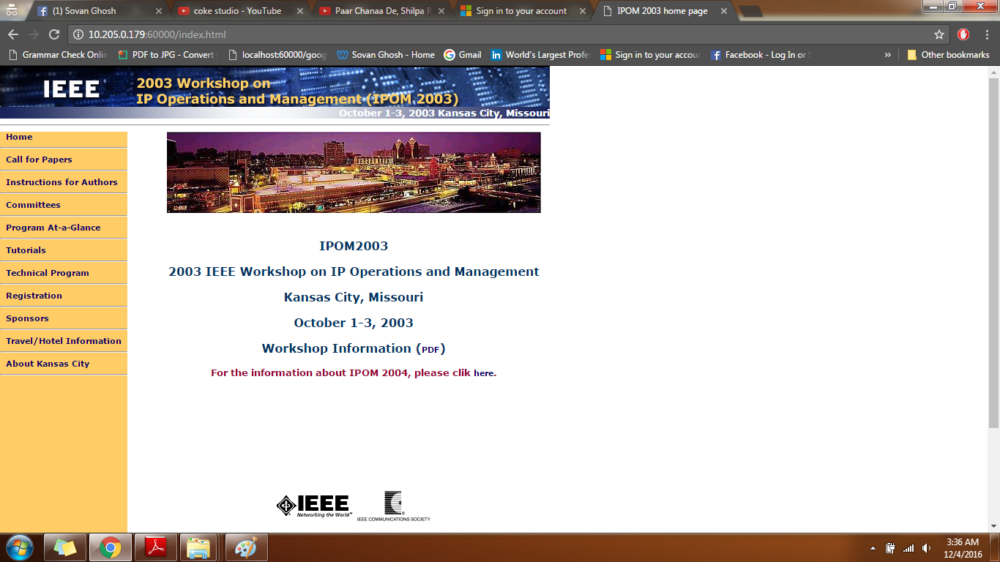 (1) Sovan Ghosh
coke studio - YouTube
Paar Chanaa De, Shilpa R
Sign in to your account
IPOM 2003 home page
10.205.0.179:60000/index.html
Grammar Check Onlin
PDF to JPG - Convert
localhost:60000/goog
Sovan Ghosh - Home
Gmail
World's Largest Profes
Sign in to your accou
Facebook - Log In or S
»
Other bookmarks
IEEE
2003 Workshop on
IP Operations and Management (IPOM 2003)
October 1-3, 2003 Kansas City, Missouri
Home
Call for Papers
Instructions for Authors
Committees
Program At-a-Glance
Tutorials
Technical Program
Registration
Sponsors
Travel/Hotel Information
About Kansas City
IPOM2003
2003 IEEE Workshop on IP Operations and Management
Kansas City, Missouri
October 1-3, 2003
Workshop Information (PDF)
For the information about IPOM 2004, please clik here.
IEEE
Networking the World™
IEEE COMMUNICATIONS SOCIETY
3:36 AM
12/4/2016